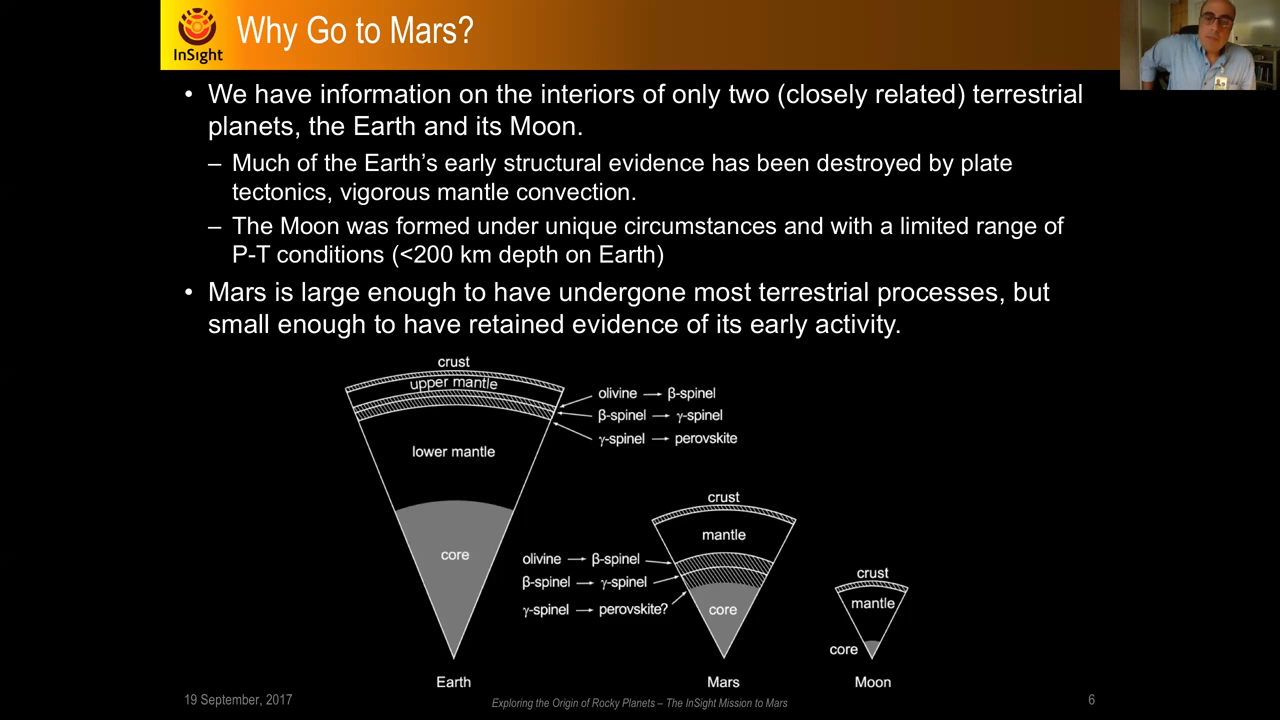 InSight
Why Go to Mars?
• We have information on the interiors of only two (closely related) terrestrial
planets, the Earth and its Moon.
– Much of the Earth's early structural evidence has been destroyed by plate
tectonics, vigorous mantle convection.
– The Moon was formed under unique circumstances and with a limited range of
P-T conditions (<200 km depth on Earth)
• Mars is large enough to have undergone most terrestrial processes, but
small enough to have retained evidence of its early activity.
crust
upper mantle
olivine → β-spinel
β-spinel → γ-spinel
γ-spinel → perovskite
lower mantle
core
Earth
crust
mantle
olivine → β-spinel
β-spinel → γ-spinel
γ-spinel → perovskite?
core
Mars
crust
mantle
core
Moon
19 September, 2017
Exploring the Origin of Rocky Planets – The InSight Mission to Mars
6